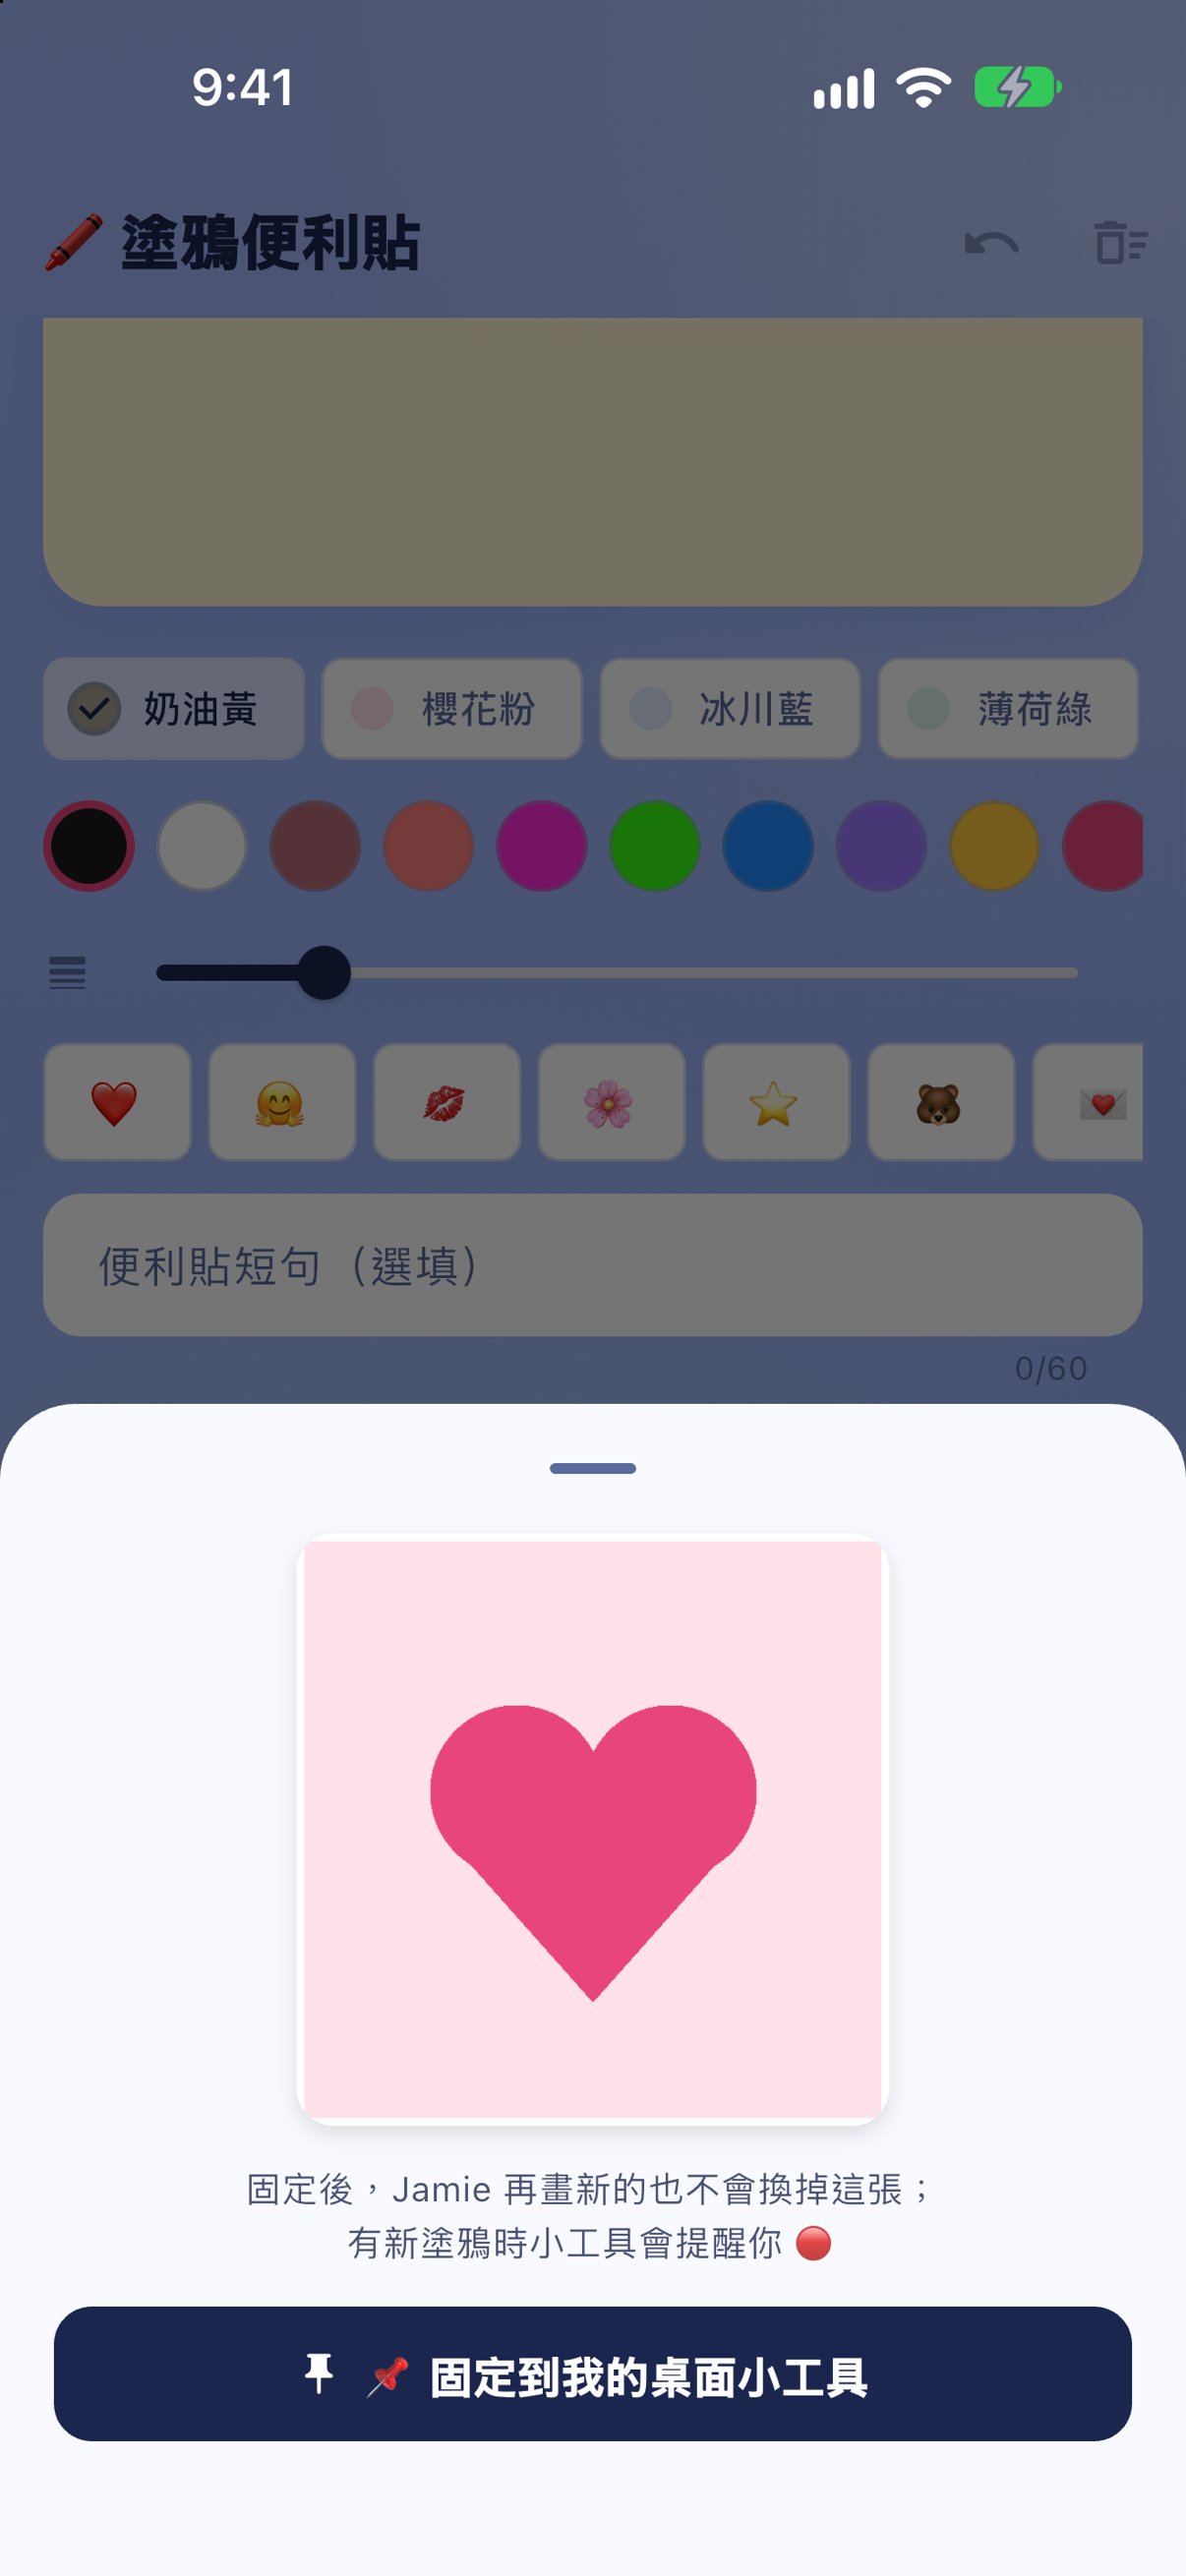 9:41
塗鴉便利貼
奶油黃 櫻花粉 冰川藍 薄荷綠
便利貼短句（選填）
0/60
固定後，Jamie 再畫新的也不會換掉這張；
有新塗鴉時小工具會提醒你 🔴
📌 固定到我的桌面小工具